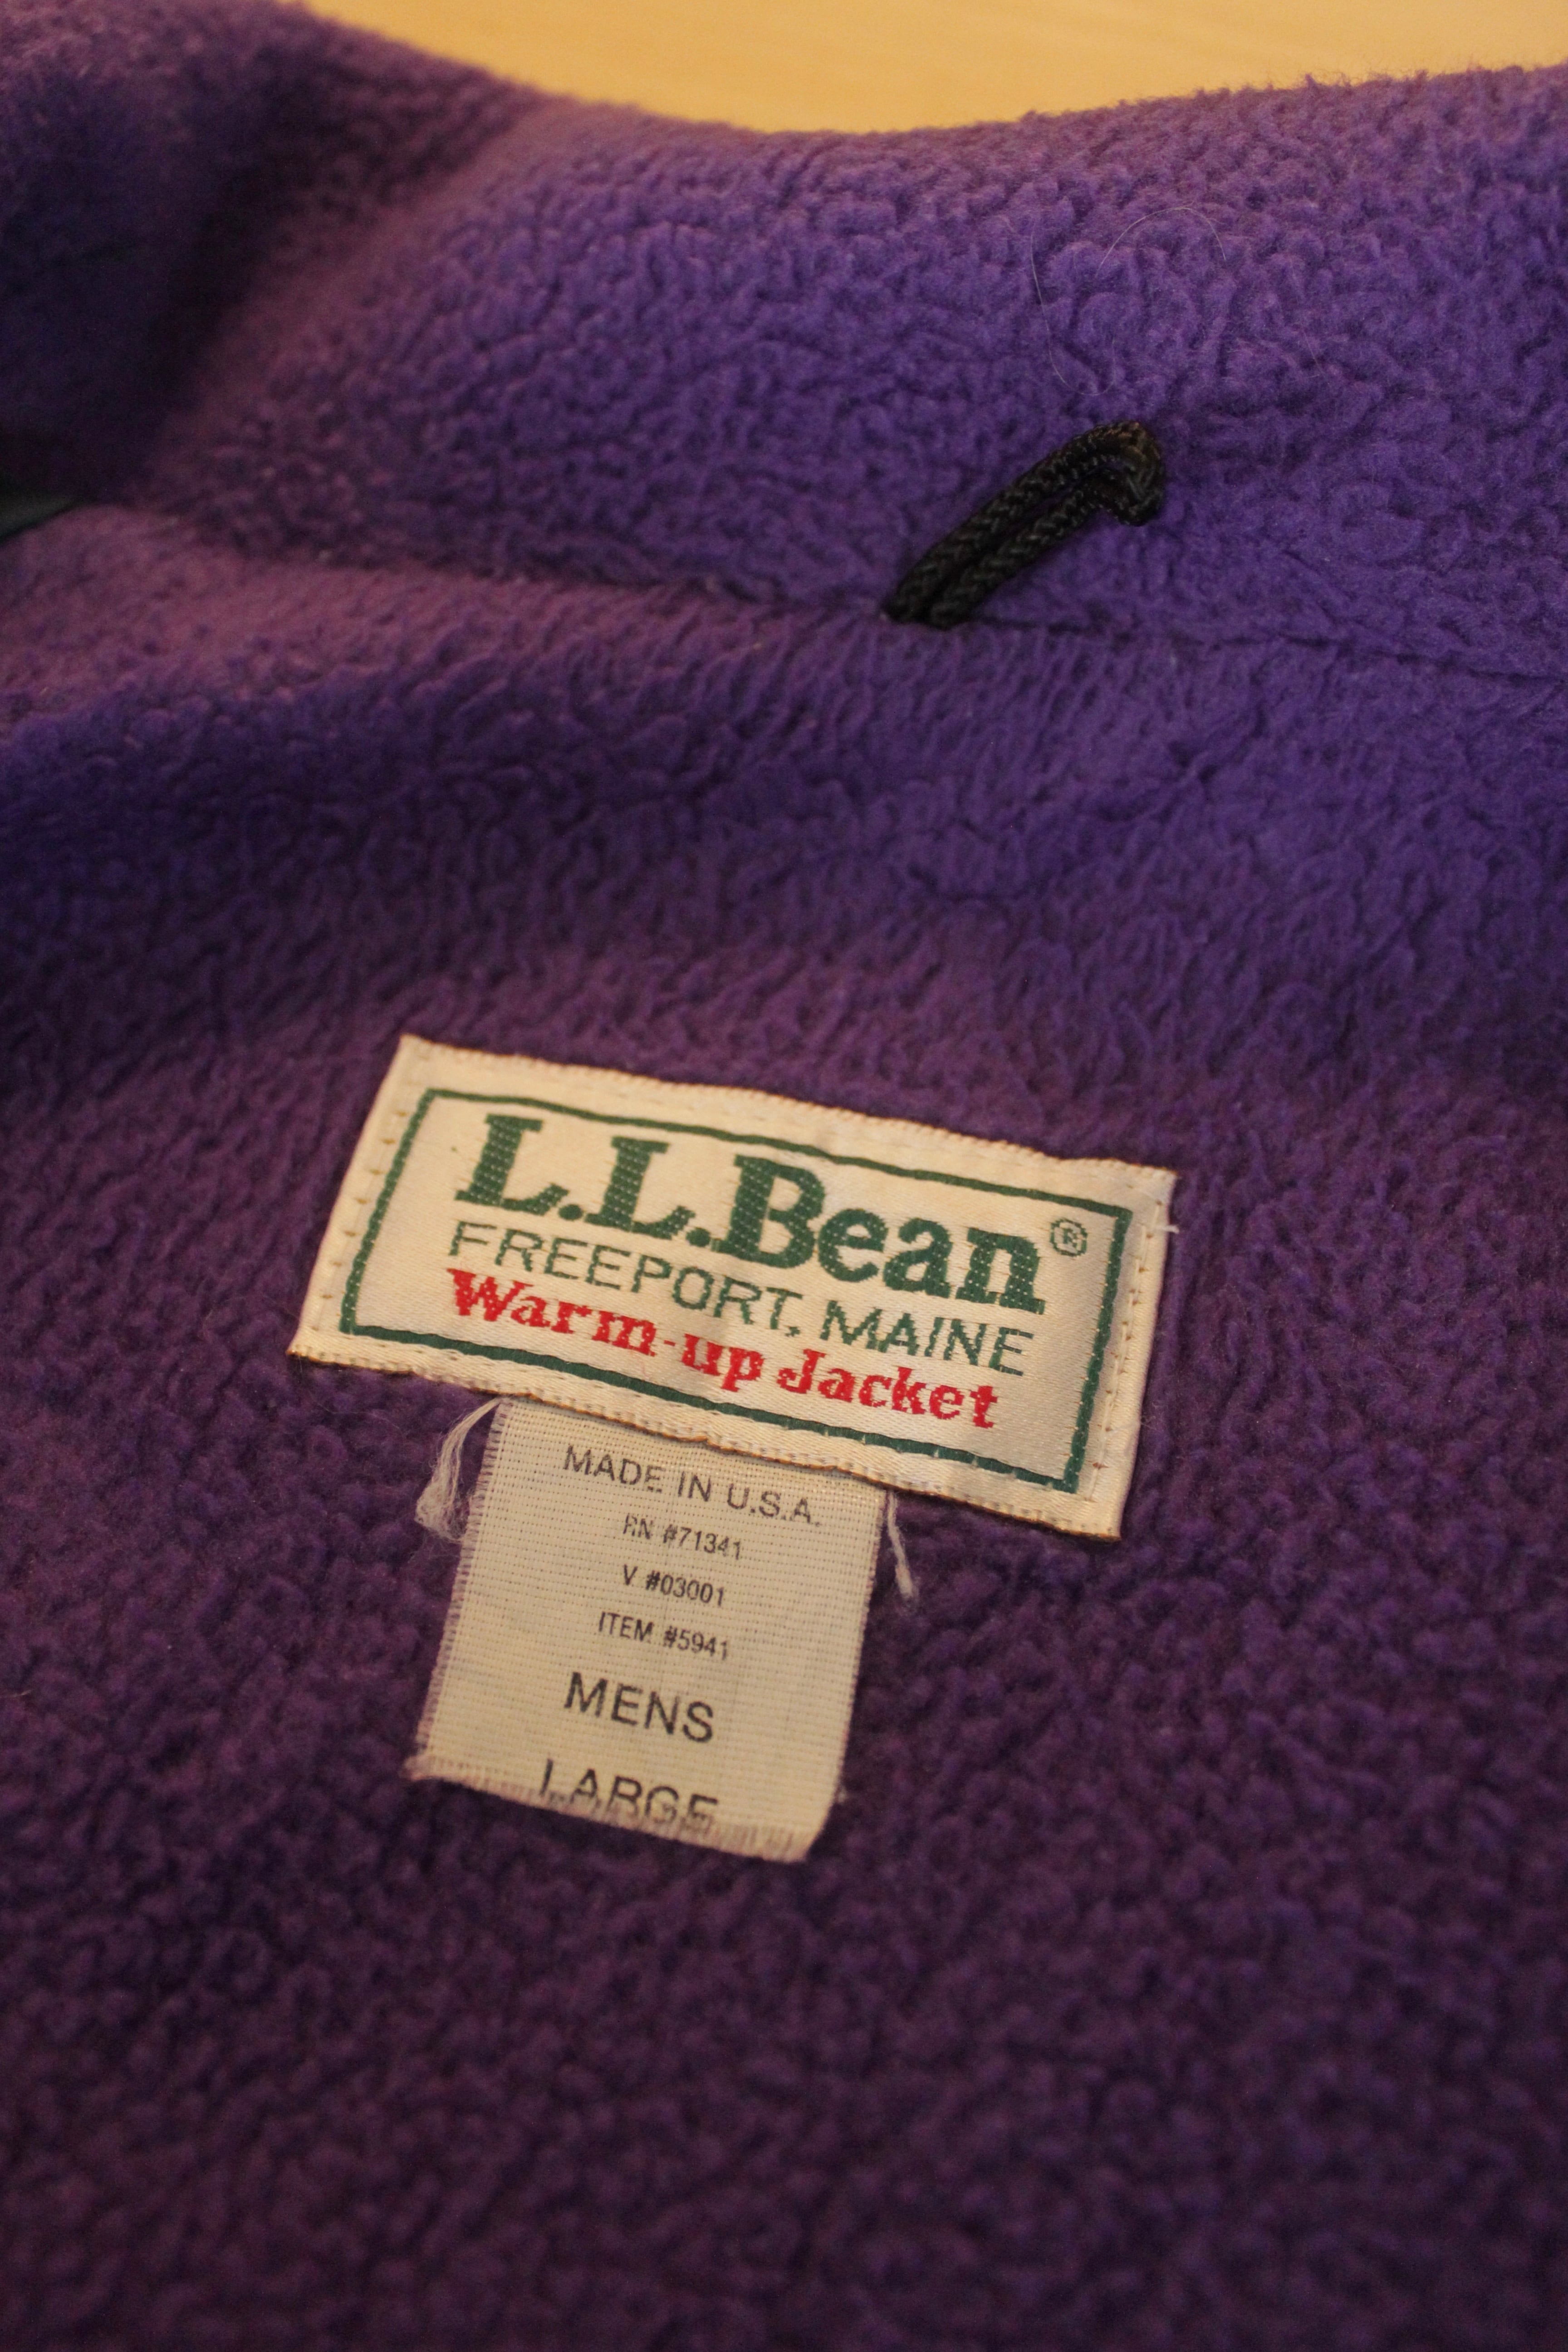 L.L.Bean®
FREEPORT, MAINE
Warm-up Jacket
MADE IN U.S.A.
RN #71341
V #03001
ITEM #5941
MENS
LARGE